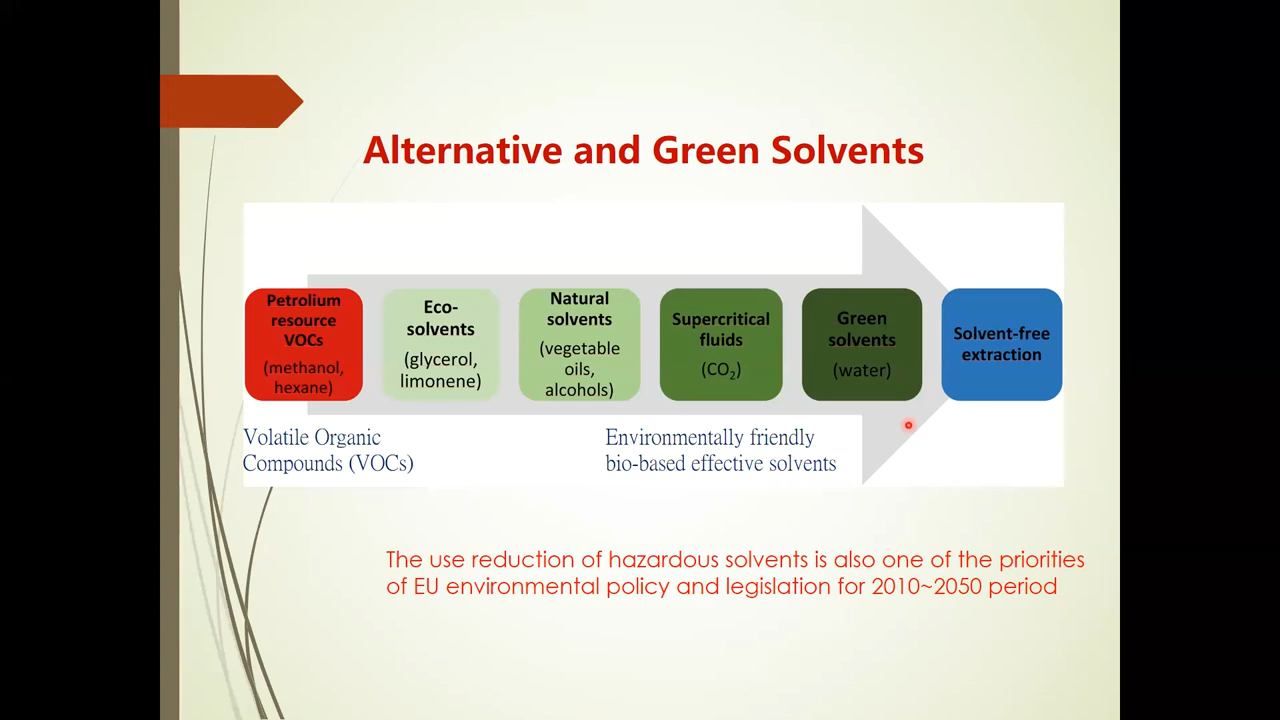 Alternative and Green Solvents
Petrolium
resource
VOCs
(methanol,
hexane)
Eco-
solvents
(glycerol,
limonene)
Natural
solvents
(vegetable
oils,
alcohols)
Supercritical
fluids
(CO₂)
Green
solvents
(water)
Solvent-free
extraction
Volatile Organic
Compounds (VOCs)
Environmentally friendly
bio-based effective solvents
The use reduction of hazardous solvents is also one of the priorities
of EU environmental policy and legislation for 2010~2050 period